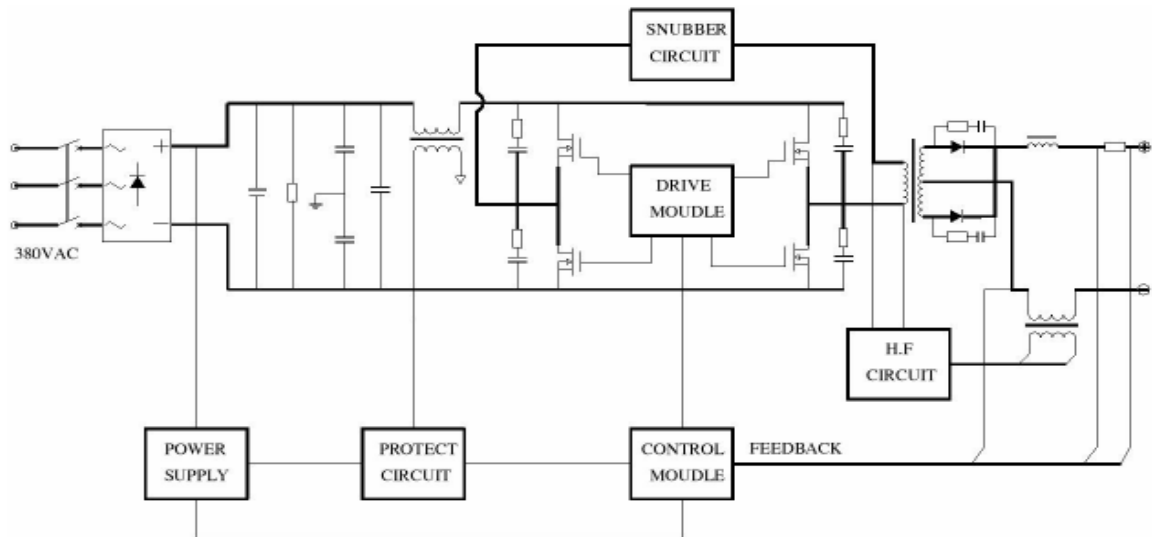 SNUBBER
CIRCUIT
DRIVE
MOUDLE
380VAC
H.F
CIRCUIT
POWER
SUPPLY
PROTECT
CIRCUIT
CONTROL
MOUDLE
FEEDBACK